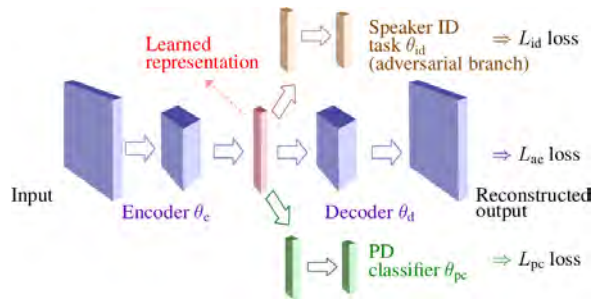 Speaker ID
task θid
(adversarial branch)
⇒ Lid loss
Learned
representation
⇒ Lae loss
Input
Encoder θe
Decoder θd
Reconstructed
output
PD
classifier θpc
⇒ Lpc loss